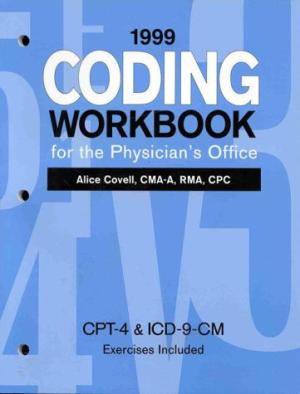 1999
CODING
WORKBOOK
for the Physician's Office
Alice Covell, CMA-A, RMA, CPC
CPT-4 & ICD-9-CM
Exercises Included